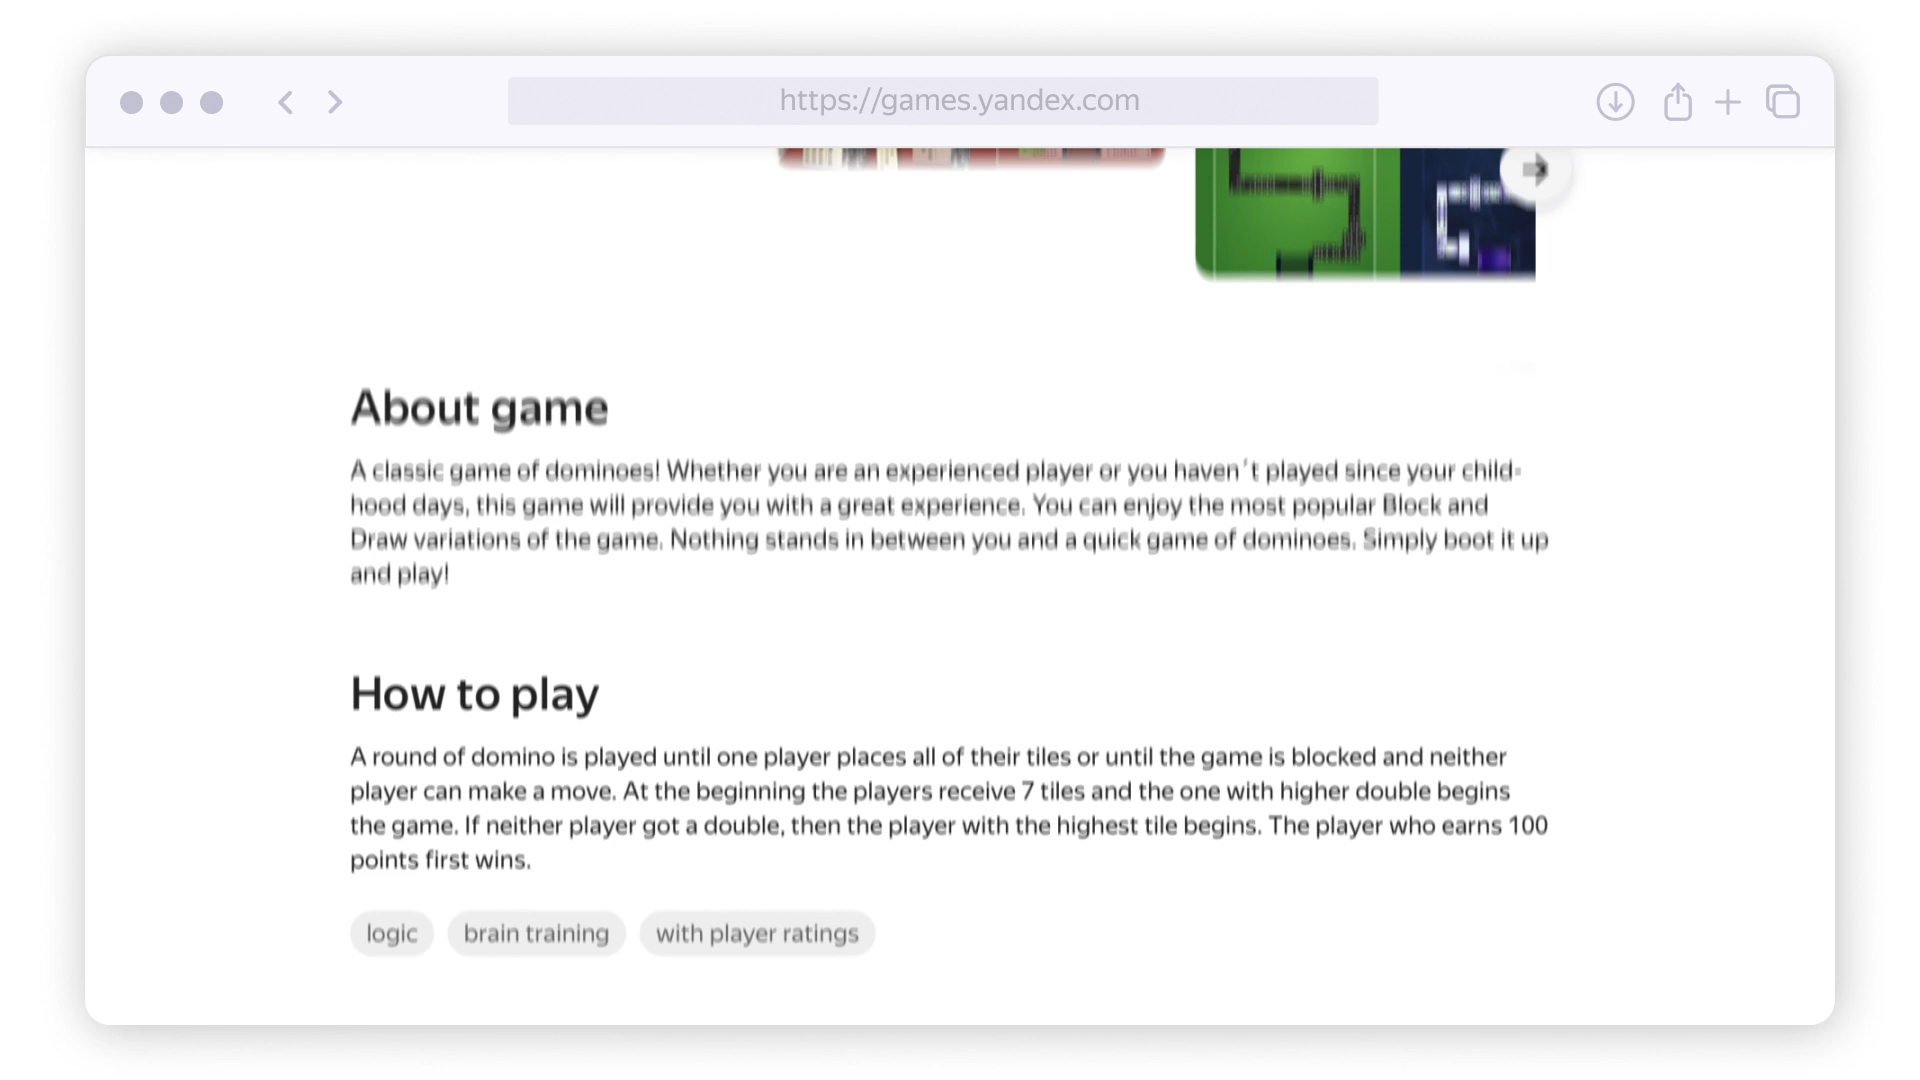 https://games.yandex.com
About game
A classic game of dominoes! Whether you are an experienced player or you haven't played since your child-
hood days, this game will provide you with a great experience. You can enjoy the most popular Block and
Draw variations of the game. Nothing stands in between you and a quick game of dominoes. Simply boot it up
and play!
How to play
A round of domino is played until one player places all of their tiles or until the game is blocked and neither
player can make a move. At the beginning the players receive 7 tiles and the one with higher double begins
the game. If neither player got a double, then the player with the highest tile begins. The player who earns 100
points first wins.
logic
brain training
with player ratings